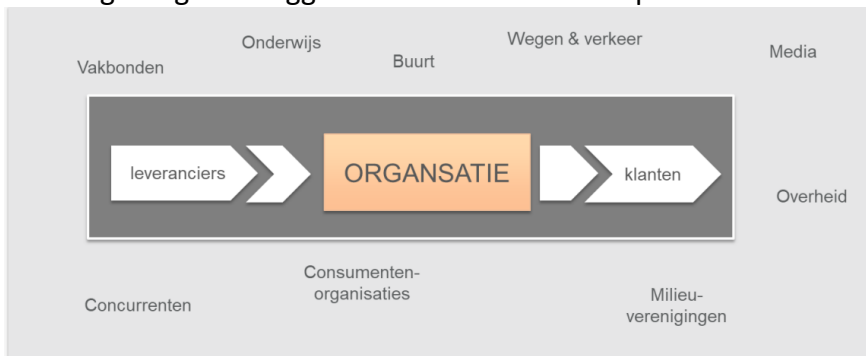 Onderwijs
Wegen & verkeer
Media
Buurt
Vakbonden
leveranciers
ORGANSATIE
klanten
Overheid
Consumenten-
organisaties
Concurrenten
Milieu-
verenigingen